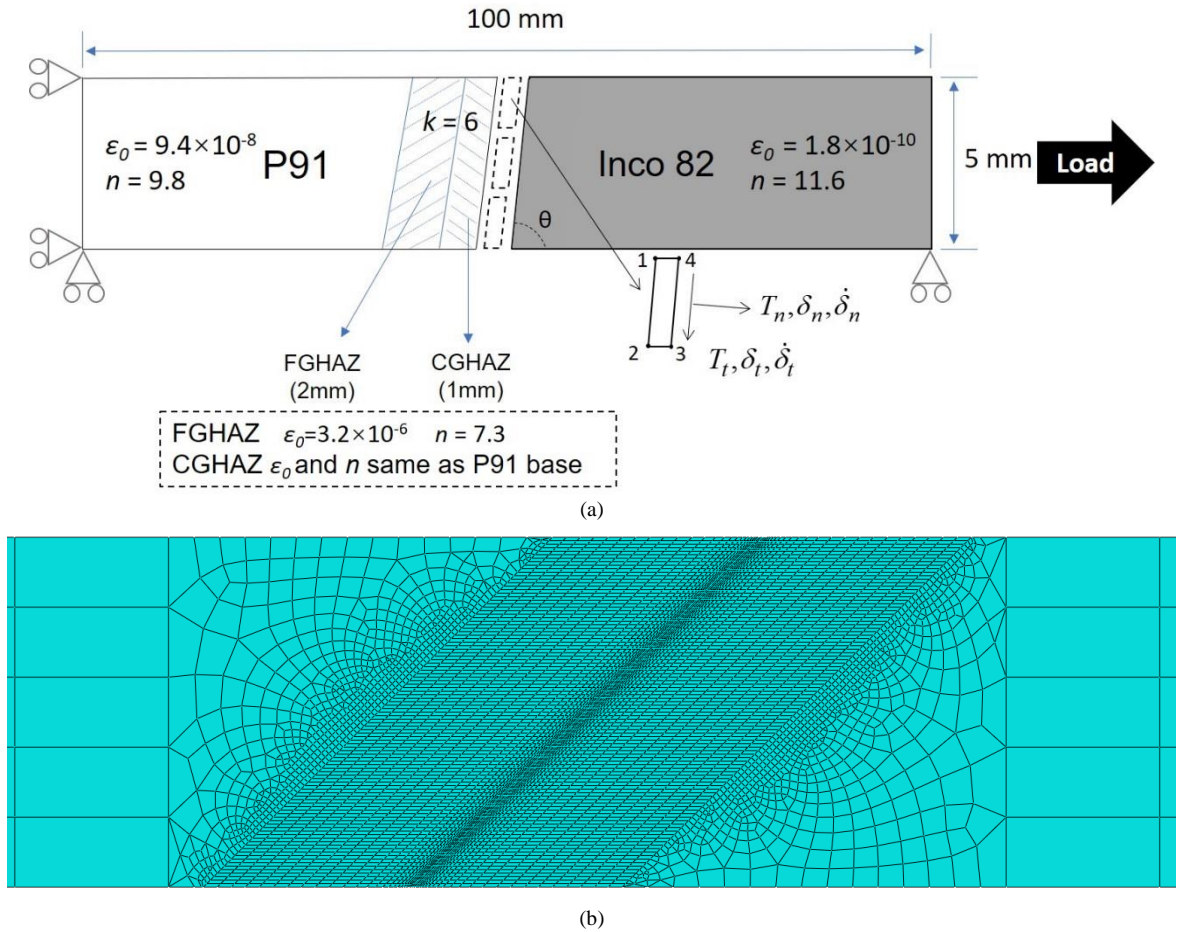 100 mm
k = 6
ε₀ = 9.4×10⁻⁸
n = 9.8
P91
Inco 82
ε₀ = 1.8×10⁻¹⁰
n = 11.6
5 mm
Load
θ
1 4
2 3
Tₙ, δₙ, δ̇ₙ
Tₜ, δₜ, δ̇ₜ
FGHAZ
(2mm)
CGHAZ
(1mm)
FGHAZ ε₀=3.2×10⁻⁶ n = 7.3
CGHAZ ε₀ and n same as P91 base
(a)
(b)